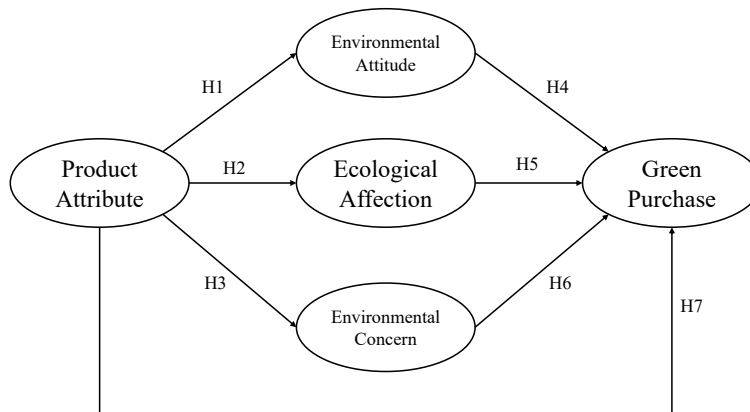 Environmental
Attitude
H1
H4
Product
Attribute
H2
Ecological
Affection
H5
Green
Purchase
H3
H6
H7
Environmental
Concern